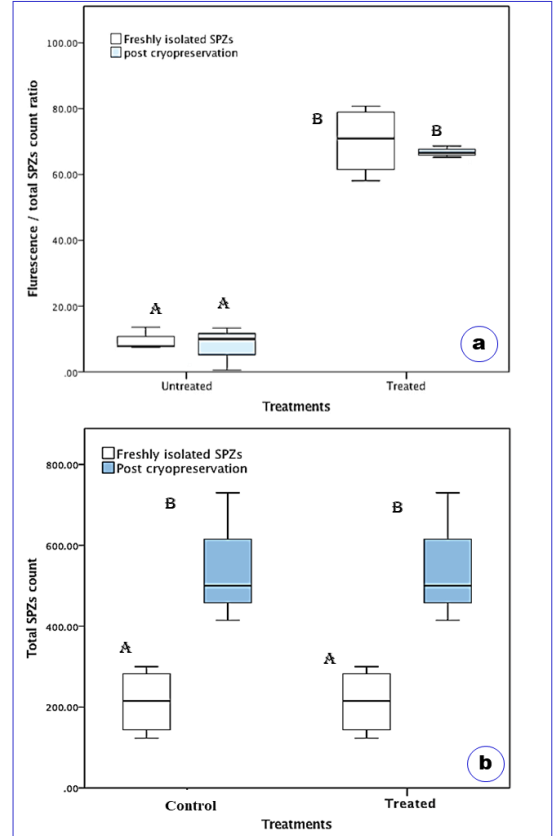 Freshly isolated SPZs
post cryopreservation
Flurescence / total SPZs count ratio
100.00
80.00
60.00
40.00
20.00
.00
B
B
A
A
a
Untreated
Treated
Treatments
Freshly isolated SPZs
Post cryopreservation
Total SPZs count
800.00
600.00
400.00
200.00
.00
B
B
A
A
b
Control
Treated
Treatments